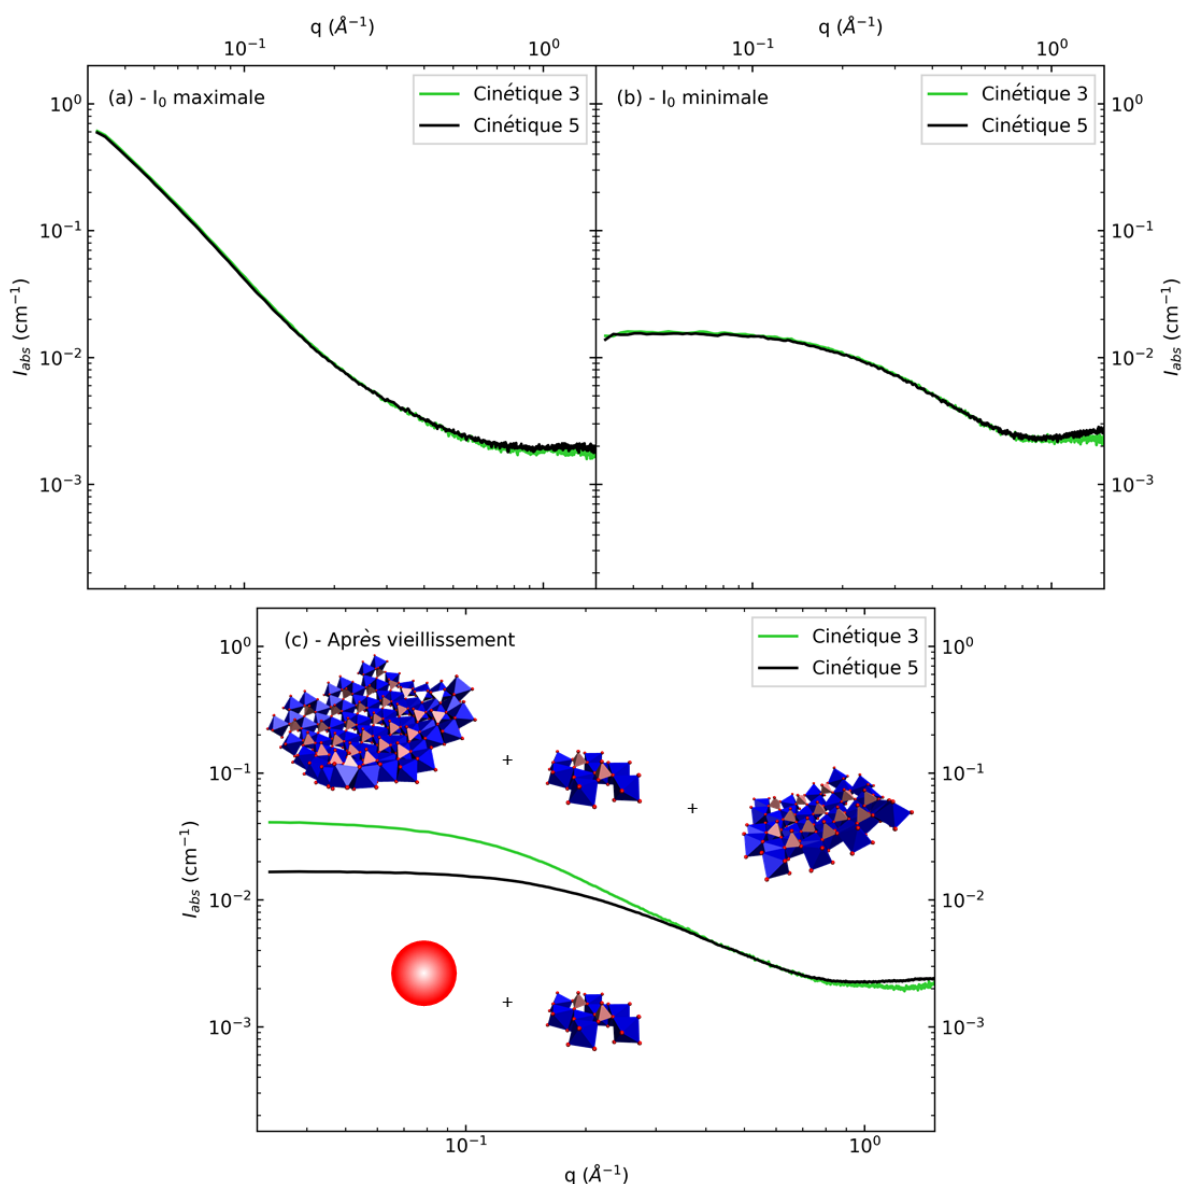 q (Å⁻¹) q (Å⁻¹)
10⁻¹ 10⁰ 10⁻¹ 10⁰
(a) - I₀ maximale
Cinétique 3
Cinétique 5
(b) - I₀ minimale
Cinétique 3
Cinétique 5
10⁰ 10⁰
10⁻¹ 10⁻¹
10⁻² 10⁻²
10⁻³ 10⁻³
I_abs (cm⁻¹) I_abs (cm⁻¹)
(c) - Après vieillissement
Cinétique 3
Cinétique 5
10⁰ 10⁰
+
10⁻¹ 10⁻¹
+
I_abs (cm⁻¹)
10⁻² 10⁻²
+
10⁻³ 10⁻³
10⁻¹ 10⁰
q (Å⁻¹)